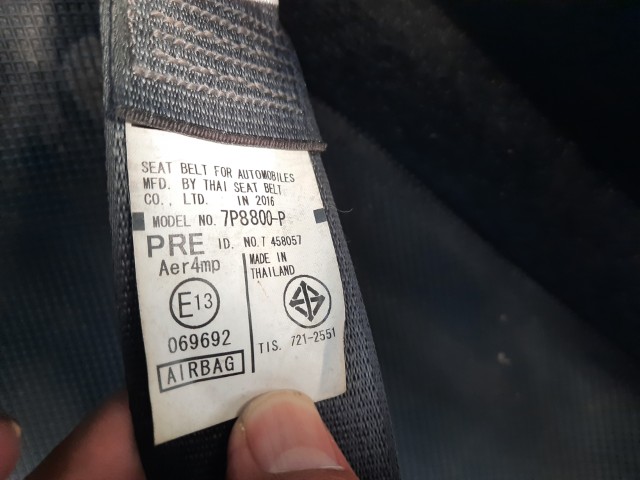 SEAT BELT FOR AUTOMOBILES
MFD. BY THAI SEAT BELT
CO., LTD. IN 2016
MODEL NO. 7P8800-P
PRE ID. NO. T 458057
Aer4mp
MADE IN
THAILAND
E13
069692
TIS. 721-2551
AIRBAG